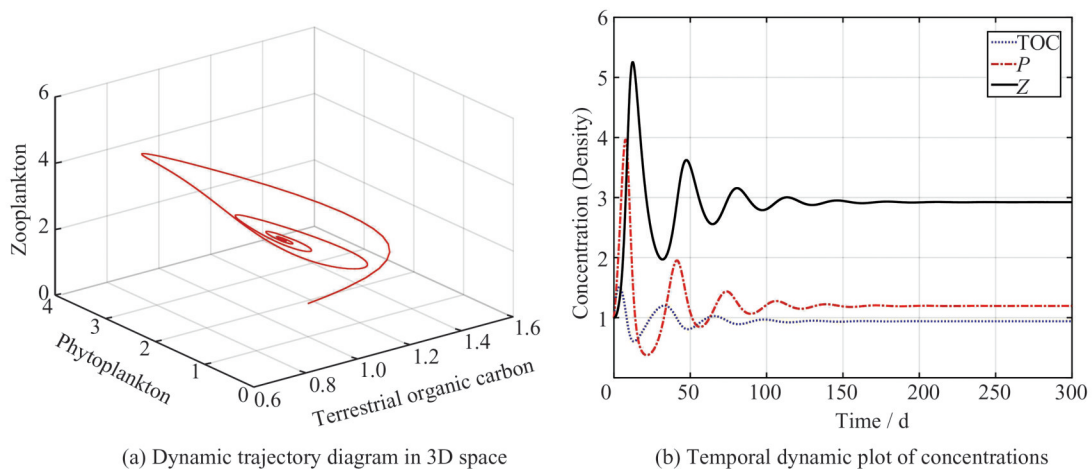 Zooplankton
6
4
2
0
4
3
2
1
0
Phytoplankton
0.6
0.8
1.0
1.2
1.4
1.6
Terrestrial organic carbon
(a) Dynamic trajectory diagram in 3D space
Concentration (Density)
6
5
4
3
2
1
0
50
100
150
200
250
300
Time / d
TOC
P
Z
(b) Temporal dynamic plot of concentrations